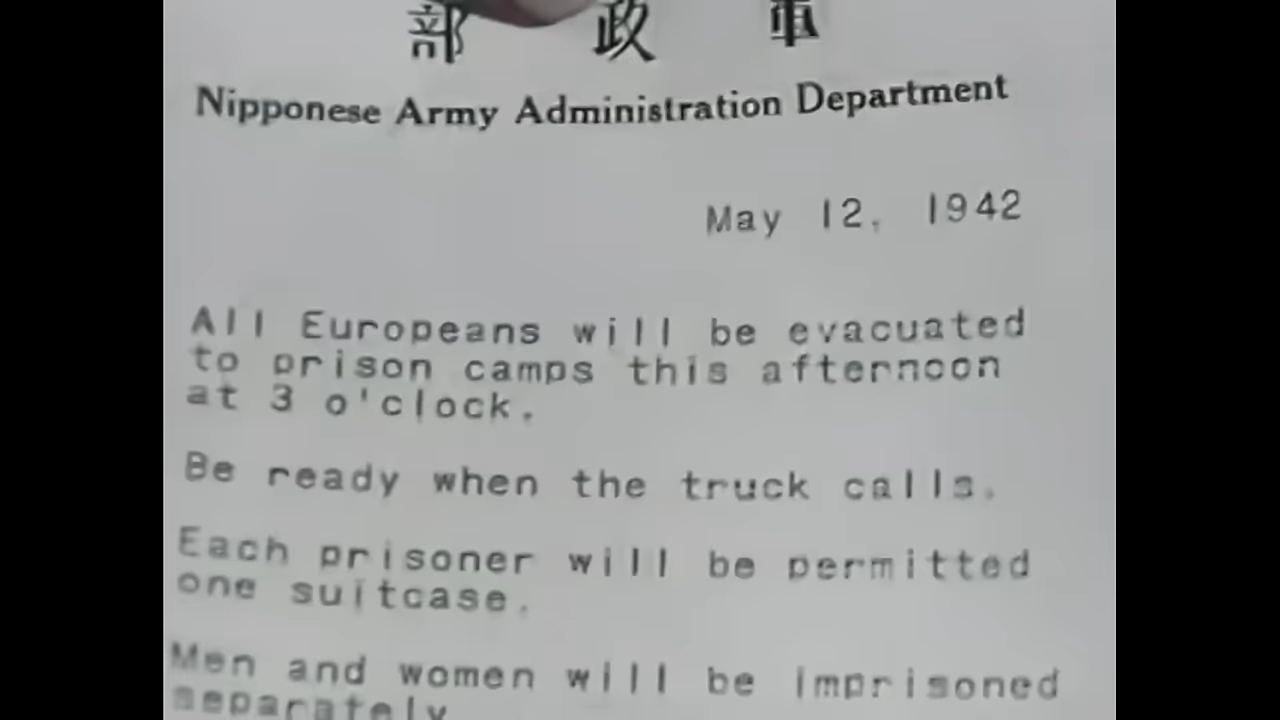 部政軍
Nipponese Army Administration Department
May 12, 1942
All Europeans will be evacuated
to prison camps this afternoon
at 3 o'clock.
Be ready when the truck calls.
Each prisoner will be permitted
one suitcase.
Men and women will be imprisoned
separately